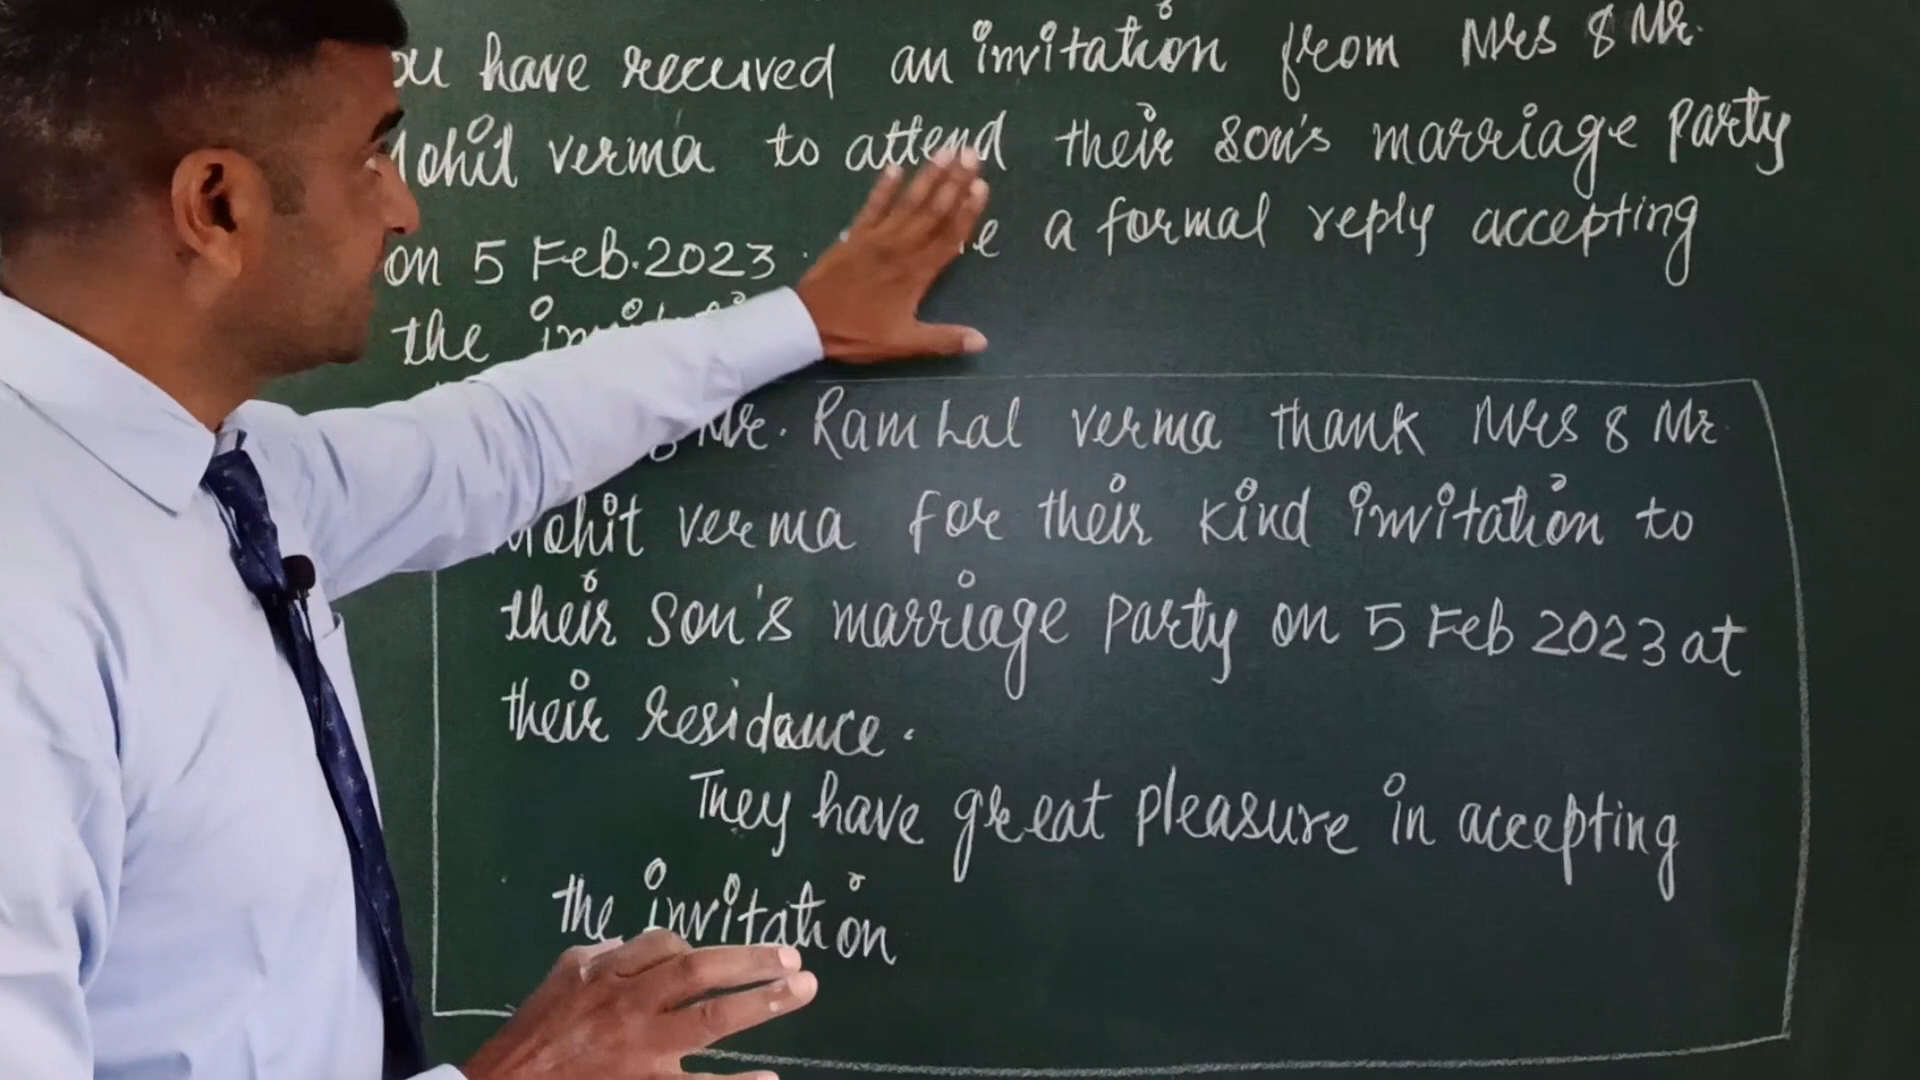 have received an invitation from Mrs & Mr.
verma to attend their son's marriage party
on 5 Feb. 2023. a formal reply accepting
the
Mr. Ram Lal verma thank Mrs & Mr.
Mohit verma for their kind invitation to
their son's marriage party on 5 Feb 2023 at
their residance.
They have great pleasure in accepting
the invitation